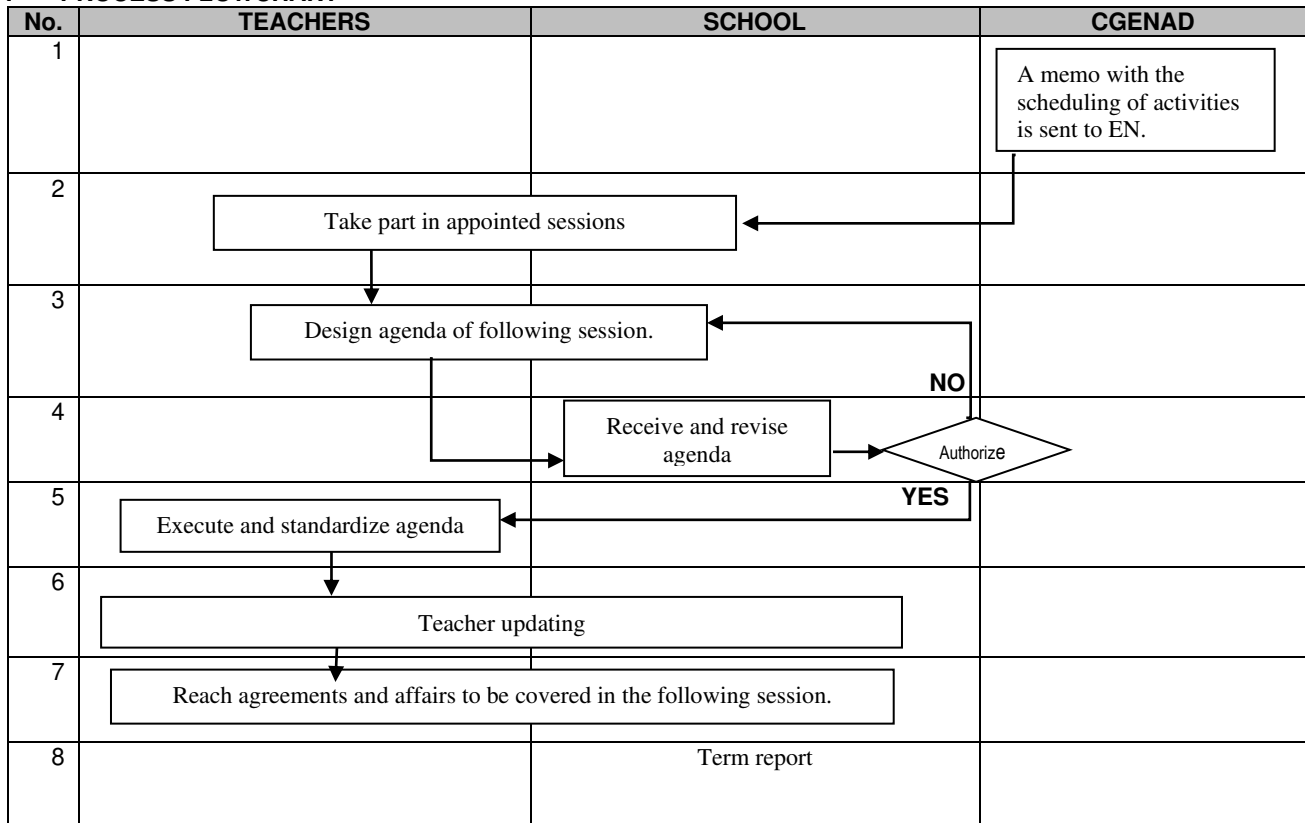 No. TEACHERS SCHOOL CGENAD
1
A memo with the
scheduling of activities
is sent to EN.
2
Take part in appointed sessions
3
Design agenda of following session.
NO
4
Receive and revise
agenda
Authorize
5
YES
Execute and standardize agenda
6
Teacher updating
7
Reach agreements and affairs to be covered in the following session.
8
Term report